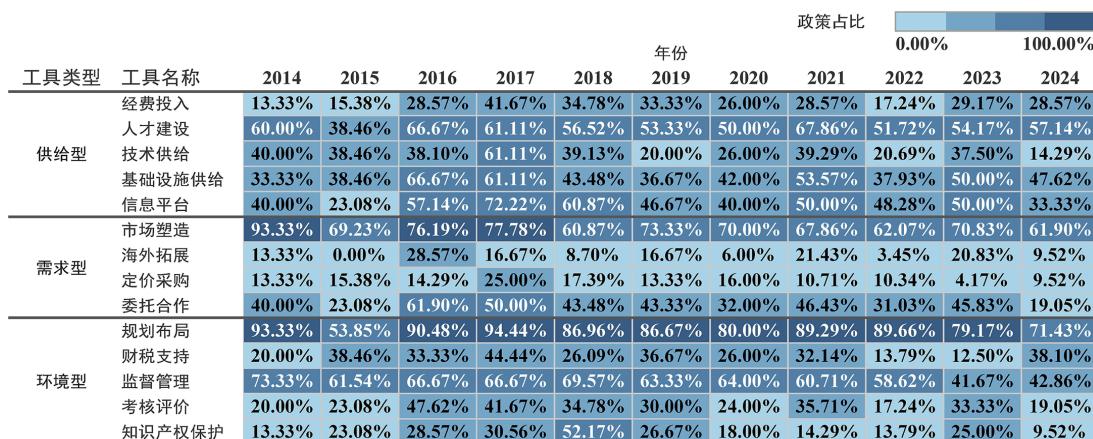 政策占比
0.00% 100.00%
年份
工具类型 工具名称 2014 2015 2016 2017 2018 2019 2020 2021 2022 2023 2024
经费投入 13.33% 15.38% 28.57% 41.67% 34.78% 33.33% 26.00% 28.57% 17.24% 29.17% 28.57%
人才建设 60.00% 38.46% 66.67% 61.11% 56.52% 53.33% 50.00% 67.86% 51.72% 54.17% 57.14%
供给型 技术供给 40.00% 38.46% 38.10% 61.11% 39.13% 20.00% 26.00% 39.29% 20.69% 37.50% 14.29%
基础设施供给 33.33% 38.46% 66.67% 61.11% 43.48% 36.67% 42.00% 53.57% 37.93% 50.00% 47.62%
信息平台 40.00% 23.08% 57.14% 72.22% 60.87% 46.67% 40.00% 50.00% 48.28% 50.00% 33.33%
市场塑造 93.33% 69.23% 76.19% 77.78% 60.87% 73.33% 70.00% 67.86% 62.07% 70.83% 61.90%
需求型 海外拓展 13.33% 0.00% 28.57% 16.67% 8.70% 16.67% 6.00% 21.43% 3.45% 20.83% 9.52%
定价采购 13.33% 15.38% 14.29% 25.00% 17.39% 13.33% 16.00% 10.71% 10.34% 4.17% 9.52%
委托合作 40.00% 23.08% 61.90% 50.00% 43.48% 43.33% 32.00% 46.43% 31.03% 45.83% 19.05%
规划布局 93.33% 53.85% 90.48% 94.44% 86.96% 86.67% 80.00% 89.29% 89.66% 79.17% 71.43%
财税支持 20.00% 38.46% 33.33% 44.44% 26.09% 36.67% 26.00% 32.14% 13.79% 12.50% 38.10%
环境型 监督管理 73.33% 61.54% 66.67% 66.67% 69.57% 63.33% 64.00% 60.71% 58.62% 41.67% 42.86%
考核评价 20.00% 23.08% 47.62% 41.67% 34.78% 30.00% 24.00% 35.71% 17.24% 33.33% 19.05%
知识产权保护 13.33% 23.08% 28.57% 30.56% 52.17% 26.67% 18.00% 14.29% 13.79% 25.00% 9.52%